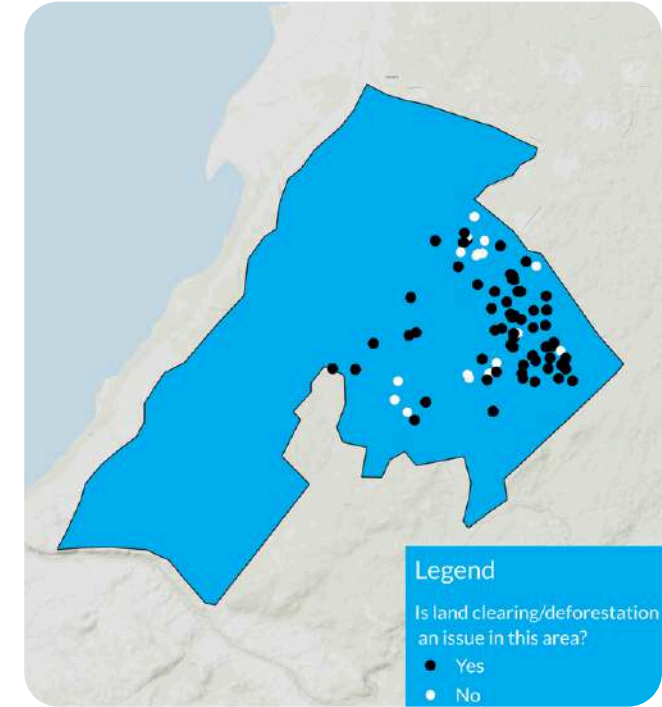 Legend
Is land clearing/deforestation
an issue in this area?
Yes
No